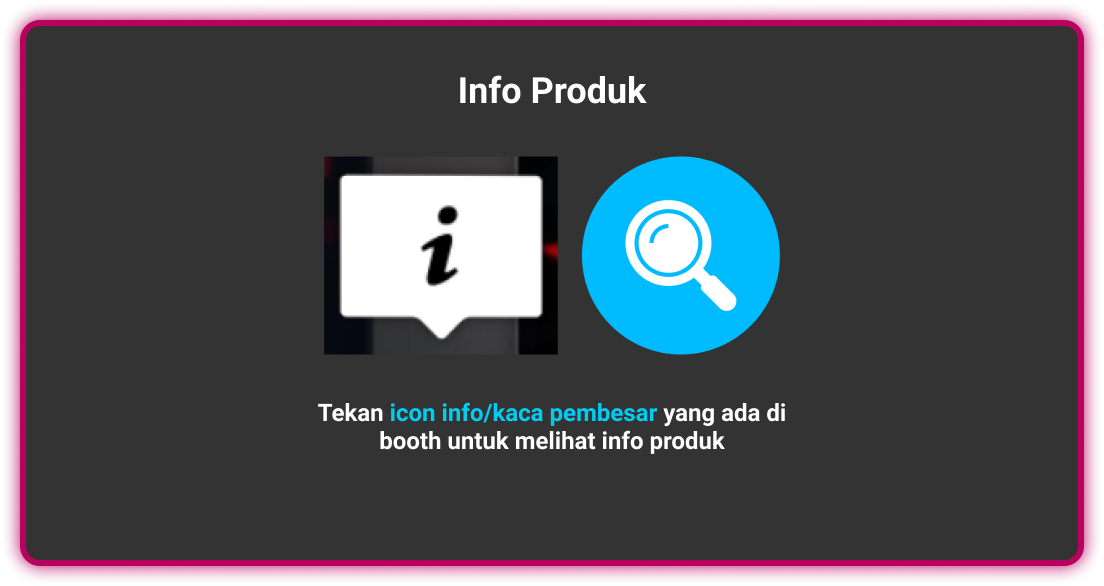 Info Produk
i
Tekan icon info/kaca pembesar yang ada di
booth untuk melihat info produk